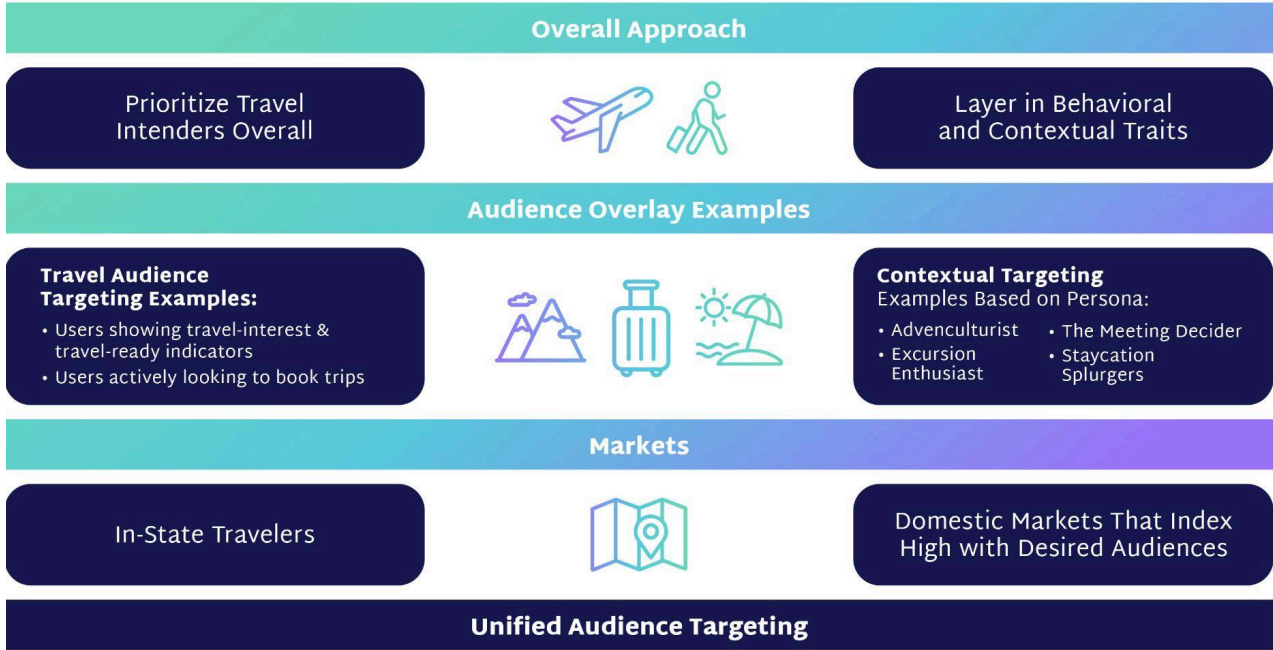 Overall Approach
Prioritize Travel
Intenders Overall
Layer in Behavioral
and Contextual Traits
Audience Overlay Examples
Travel Audience
Targeting Examples:
• Users showing travel-interest &
travel-ready indicators
• Users actively looking to book trips
Contextual Targeting
Examples Based on Persona:
• Advenculturist
• Excursion
Enthusiast
• The Meeting Decider
• Staycation
Splurgers
Markets
In-State Travelers
Domestic Markets That Index
High with Desired Audiences
Unified Audience Targeting